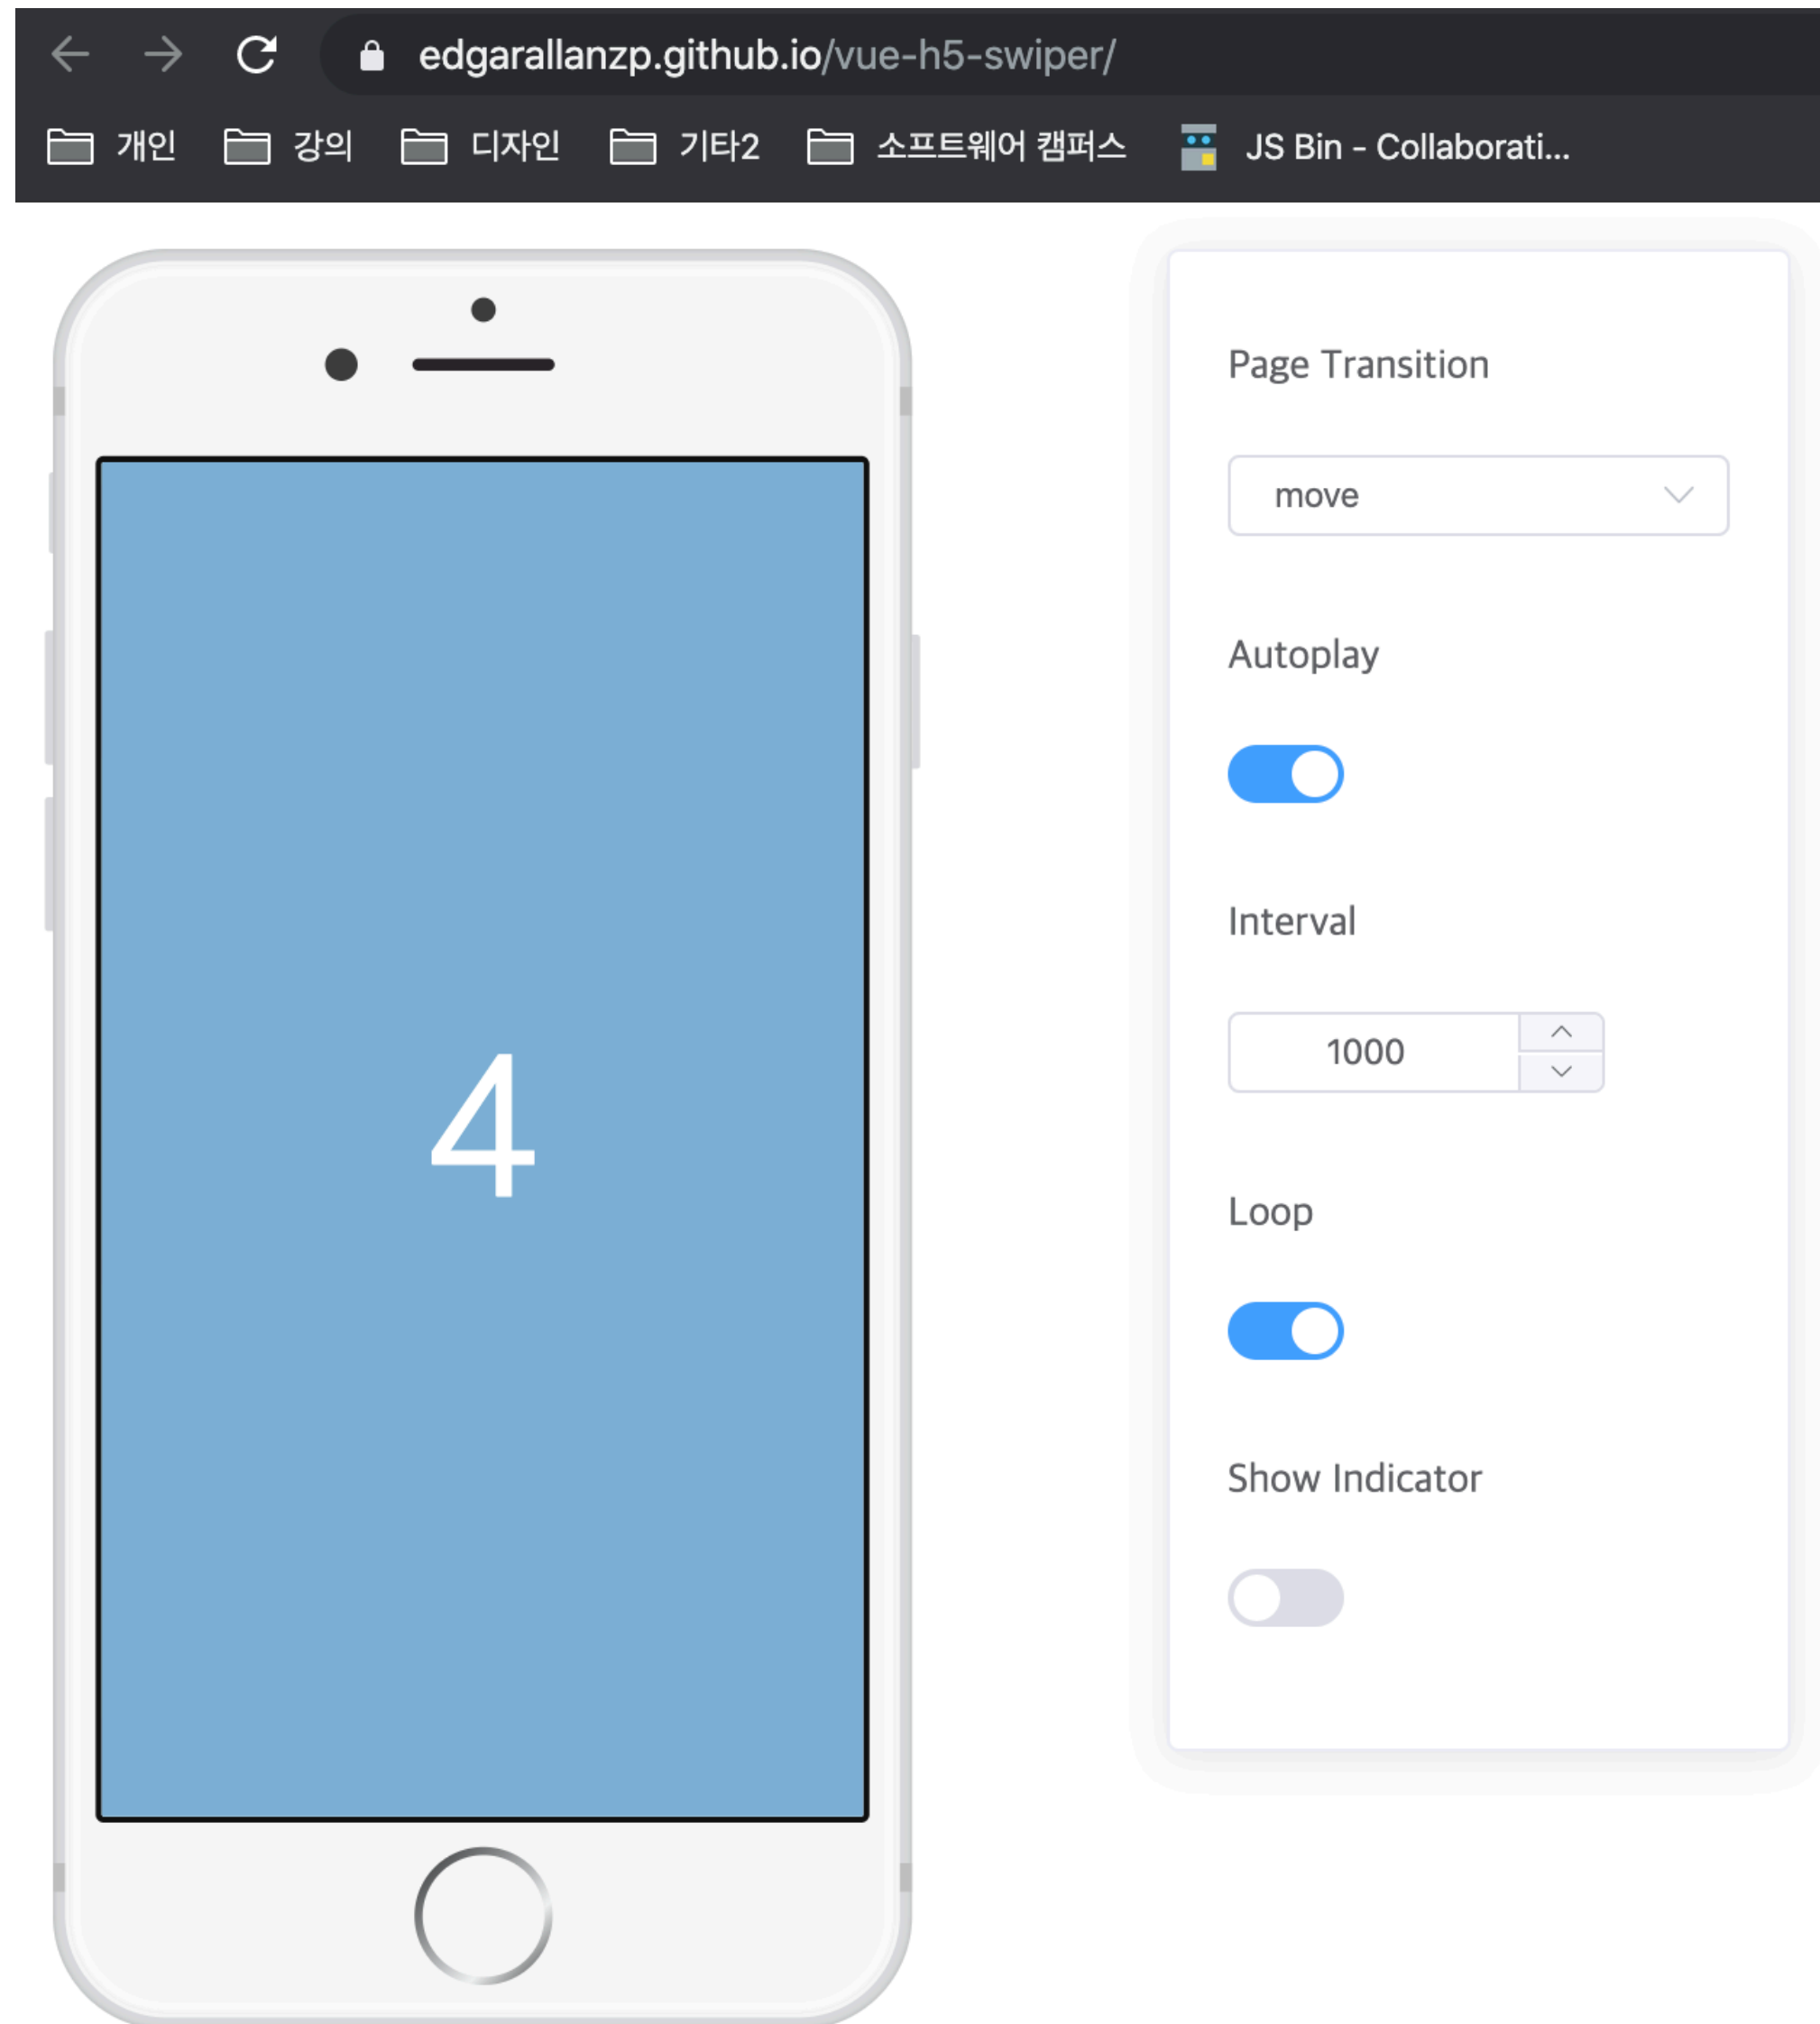 edgarallanzp.github.io/vue-h5-swiper/
개인 강의 디자인 기타2 소프트웨어 캠퍼스 JS Bin - Collaborati...
4
Page Transition
move
Autoplay
Interval
1000
Loop
Show Indicator